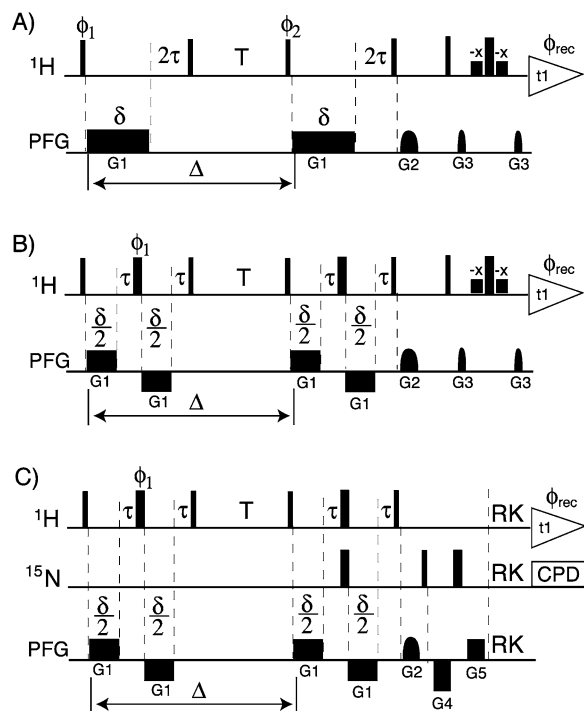 A)
ϕ1 ϕ2 ϕrec
1H 2τ T 2τ -x -x t1
δ δ
PFG G1 G1 G2 G3 G3
Δ
B)
ϕ1 ϕrec
1H τ τ T τ τ -x -x t1
δ/2 δ/2 δ/2 δ/2
PFG G1 G1 G1 G1 G2 G3 G3
Δ
C)
ϕ1 ϕrec
1H τ τ T τ τ RK t1
15N RK CPD
δ/2 δ/2 δ/2 δ/2
PFG G1 G1 G1 G1 G2 G4 G5 RK
Δ